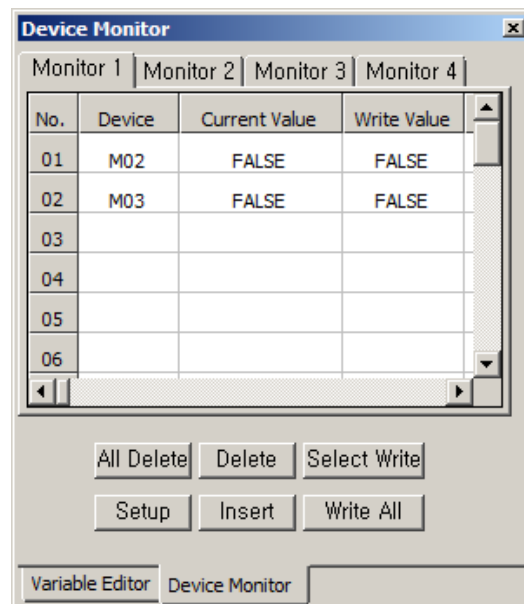 Device Monitor
Monitor 1 Monitor 2 Monitor 3 Monitor 4
No. Device Current Value Write Value
01 M02 FALSE FALSE
02 M03 FALSE FALSE
03
04
05
06
All Delete Delete Select Write
Setup Insert Write All
Variable Editor Device Monitor